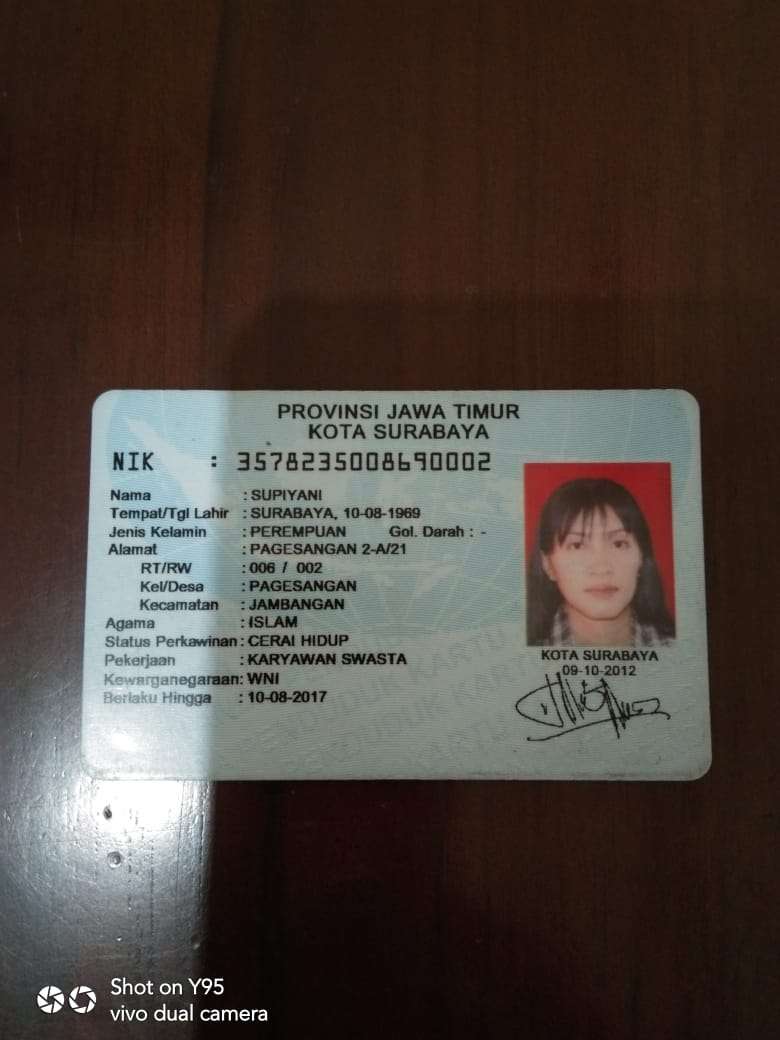 PROVINSI JAWA TIMUR
KOTA SURABAYA
NIK : 3578235008690002
Nama : SUPIYANI
Tempat/Tgl Lahir : SURABAYA, 10-08-1969
Jenis Kelamin : PEREMPUAN Gol. Darah : -
Alamat : PAGESANGAN 2-A/21
RT/RW : 006 / 002
Kel/Desa : PAGESANGAN
Kecamatan : JAMBANGAN
Agama : ISLAM
Status Perkawinan : CERAI HIDUP
Pekerjaan : KARYAWAN SWASTA
Kewarganegaraan: WNI
Berlaku Hingga : 10-08-2017
KOTA SURABAYA
09-10-2012
Shot on Y95
vivo dual camera